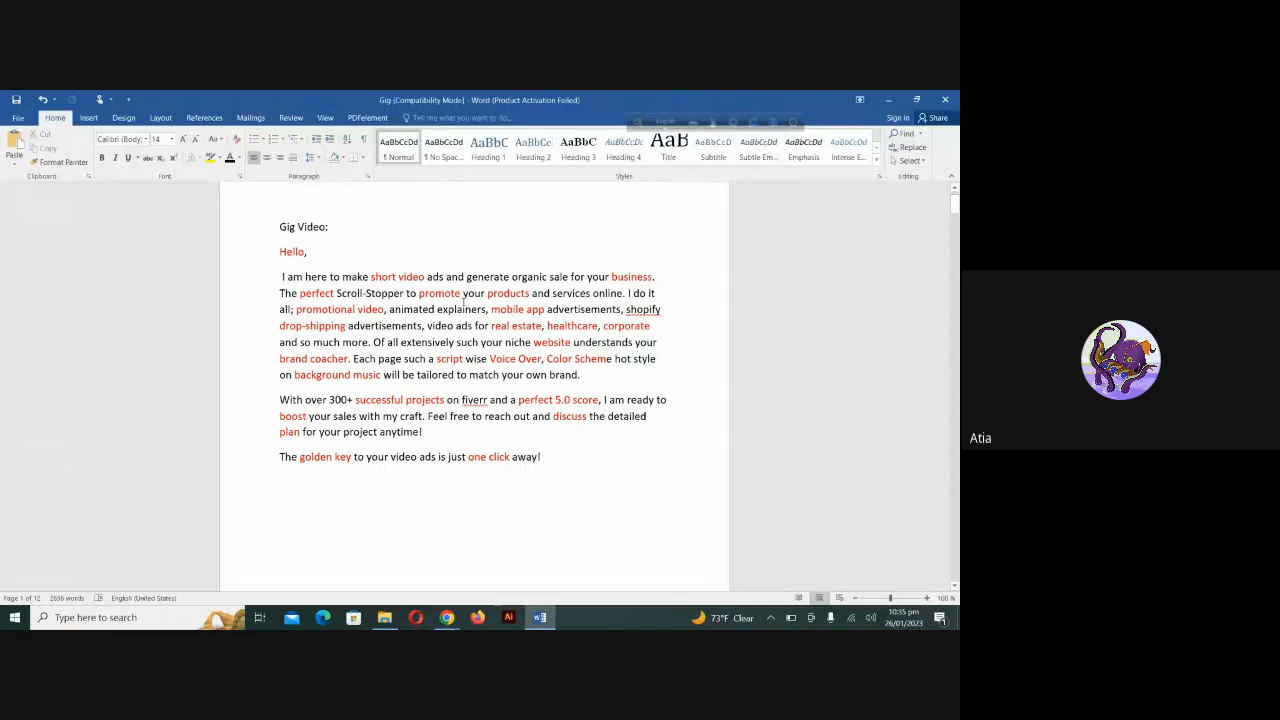 Gig [Compatibility Mode] - Word (Product Activation Failed)
File Home Insert Design Layout References Mailings Review View PDFelement Tell me what you want to do... Sign in Share
Paste Cut Copy Format Painter
Calibri (Body) 14
AaBbCcDd AaBbCcDd AaBbC AaBbCc AaBbC AaBbCcDc AaB AaBbCcD AaBbCcDd AaBbCcDd AaBbCcDd
¶ Normal ¶ No Spac... Heading 1 Heading 2 Heading 3 Heading 4 Title Subtitle Subtle Em... Emphasis Intense E...
Find Replace Select
Clipboard Font Paragraph Styles Editing
Gig Video:
Hello,
I am here to make short video ads and generate organic sale for your business.
The perfect Scroll-Stopper to promote your products and services online. I do it
all; promotional video, animated explainers, mobile app advertisements, shopify
drop-shipping advertisements, video ads for real estate, healthcare, corporate
and so much more. Of all extensively such your niche website understands your
brand coacher. Each page such a script wise Voice Over, Color Scheme hot style
on background music will be tailored to match your own brand.
With over 300+ successful projects on fiverr and a perfect 5.0 score, I am ready to
boost your sales with my craft. Feel free to reach out and discuss the detailed
plan for your project anytime!
The golden key to your video ads is just one click away!
Page 1 of 12 2636 words English (United States) 100 %
Type here to search 73°F Clear 10:35 pm
26/01/2023
Atia